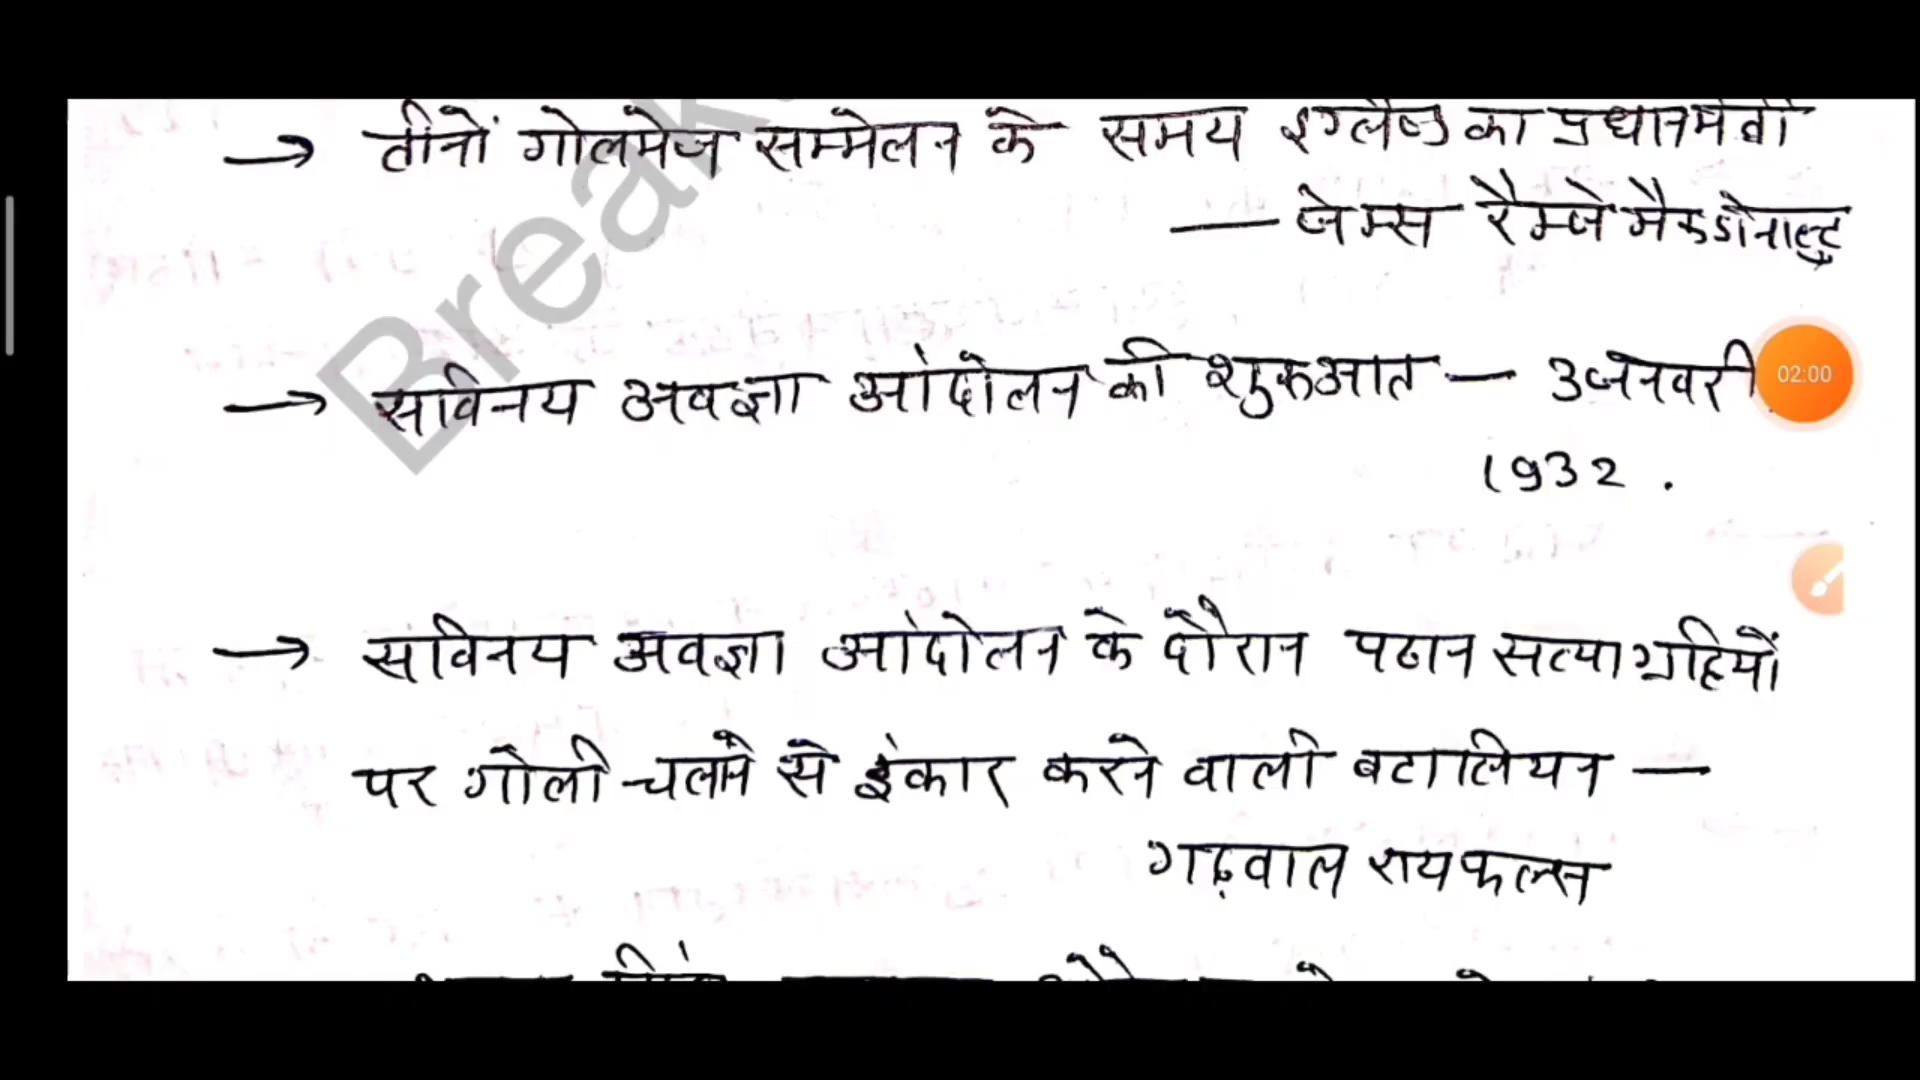 → तीनों गोलमेज सम्मेलन के समय इंग्लैण्ड का प्रधानमंत्री
— जेम्स रैम्जे मैकडोनाल्ड
→ सविनय अवज्ञा आंदोलन की शुरुआत — 3 जनवरी
1932 .
→ सविनय अवज्ञा आंदोलन के दौरान पठान सत्याग्रहियों
पर गोली चलाने से इंकार करने वाली बटालियन —
गढ़वाल रायफल्स
Break
02:00